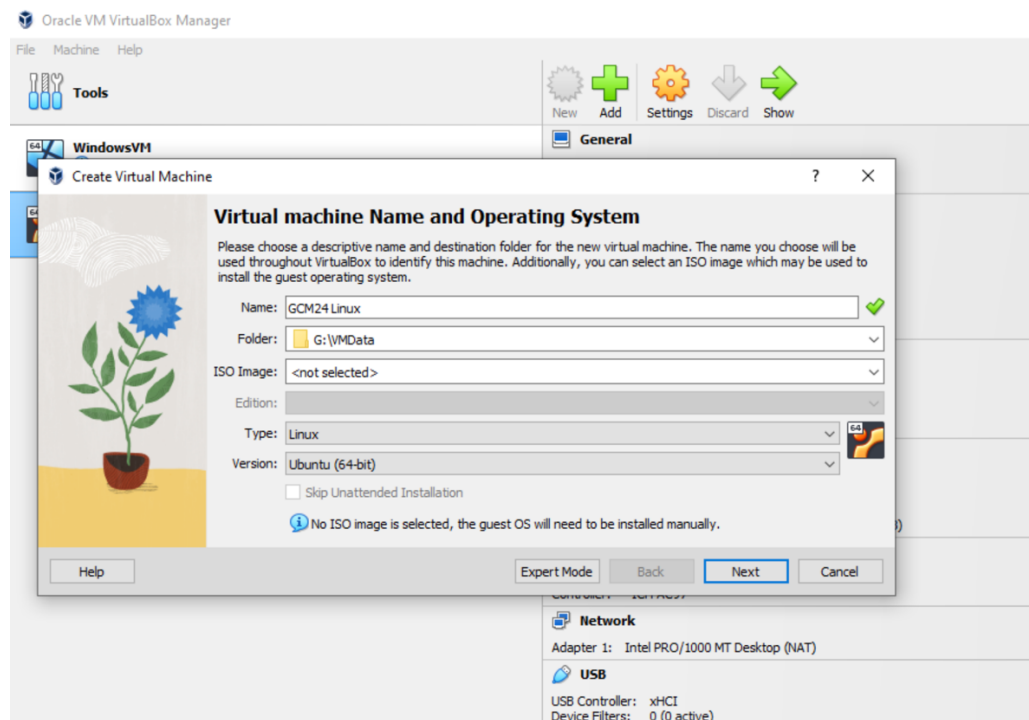 Oracle VM VirtualBox Manager
File Machine Help
Tools
New Add Settings Discard Show
64 WindowsVM
General
Create Virtual Machine ?
Virtual machine Name and Operating System
Please choose a descriptive name and destination folder for the new virtual machine. The name you choose will be
used throughout VirtualBox to identify this machine. Additionally, you can select an ISO image which may be used to
install the guest operating system.
Name: GCM24 Linux
Folder: G:\VMData
ISO Image: <not selected>
Edition:
Type: Linux
64
Version: Ubuntu (64-bit)
Skip Unattended Installation
No ISO image is selected, the guest OS will need to be installed manually.
Help Expert Mode Back Next Cancel
Network
Adapter 1: Intel PRO/1000 MT Desktop (NAT)
USB
USB Controller: xHCI
Device Filters: 0 (0 active)